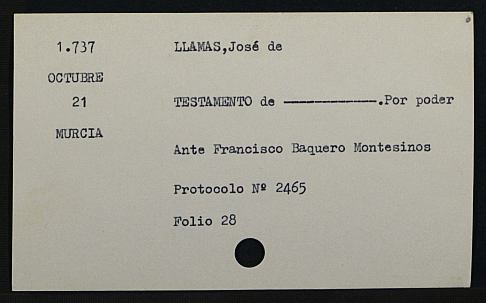 1.737
LLAMAS,José de
OCTUBRE
21
TESTAMENTO de ————————.Por poder
MURCIA
Ante Francisco Baquero Montesinos
Protocolo Nº 2465
Folio 28